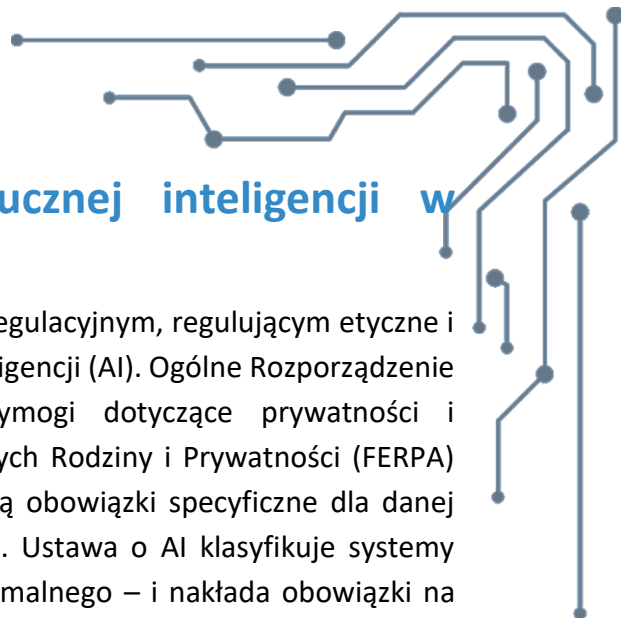 ucznej inteligencji w
egulacyjnym, regulującym etyczne i
ligencji (AI). Ogólne Rozporządzenie
ymogi dotyczące prywatności i
ych Rodziny i Prywatności (FERPA)
ą obowiązki specyficzne dla danej
. Ustawa o AI klasyfikuje systemy
malnego – i nakłada obowiązki na